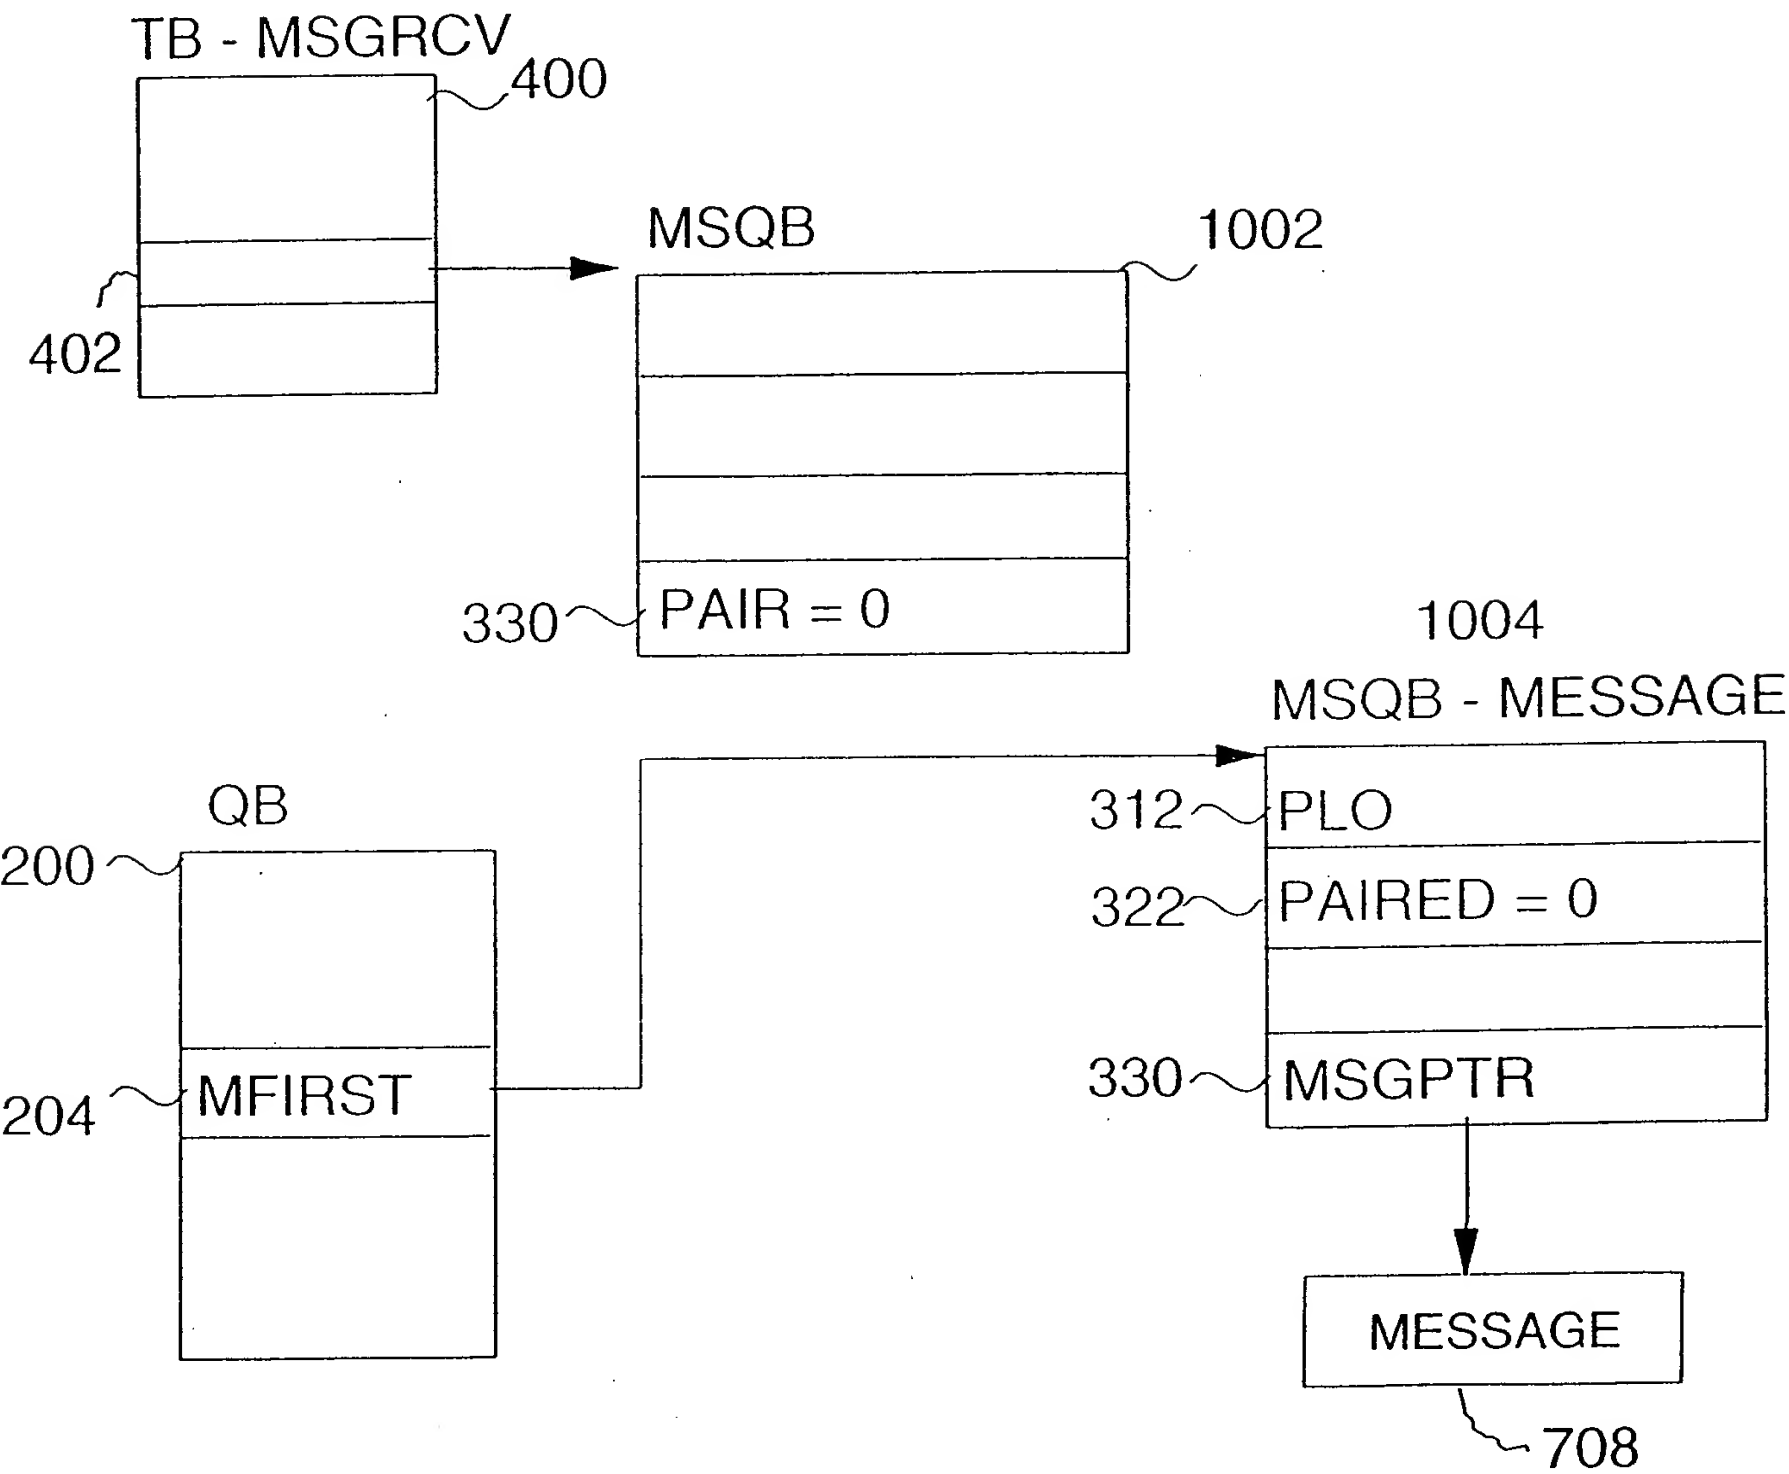 TB - MSGRCV
400
402
MSQB
1002
330
PAIR = 0
1004
MSQB - MESSAGE
312
PLO
322
PAIRED = 0
330
MSGPTR
QB
200
204
MFIRST
MESSAGE
708